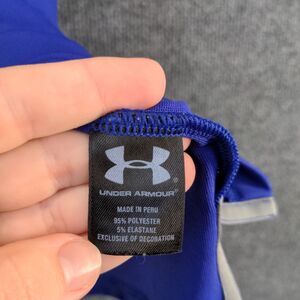 UNDER ARMOUR®
MADE IN PERU
95% POLYESTER
5% ELASTANE
EXCLUSIVE OF DECORATION